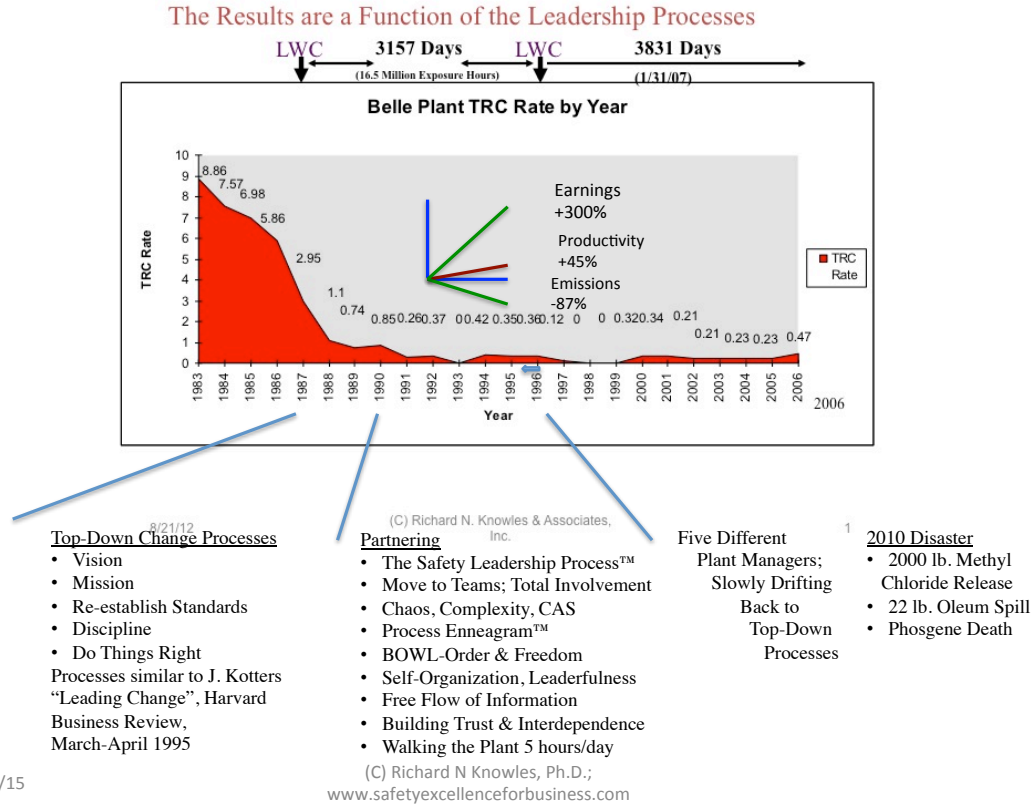 The Results are a Function of the Leadership Processes
LWC 3157 Days LWC 3831 Days
(16.5 Million Exposure Hours) (1/31/07)
Belle Plant TRC Rate by Year
TRC Rate
10
9
8
7
6
5
4
3
2
1
0
8.86
7.57
6.98
5.86
2.95
1.1
0.74
0.85 0.26 0.37 0 0.42 0.35 0.36 0.12 0 0 0.32 0.34 0.21
0.21 0.23 0.23 0.47
Earnings
+300%
Productivity
+45%
Emissions
-87%
TRC
Rate
1983 1984 1985 1986 1987 1988 1989 1990 1991 1992 1993 1994 1995 1996 1997 1998 1999 2000 2001 2002 2003 2004 2005 2006
Year
2006
8/21/12
(C) Richard N. Knowles & Associates,
Inc.
1
Top-Down Change Processes
• Vision
• Mission
• Re-establish Standards
• Discipline
• Do Things Right
Processes similar to J. Kotters
“Leading Change”, Harvard
Business Review,
March-April 1995
Partnering
• The Safety Leadership Process™
• Move to Teams; Total Involvement
• Chaos, Complexity, CAS
• Process Enneagram™
• BOWL-Order & Freedom
• Self-Organization, Leaderfulness
• Free Flow of Information
• Building Trust & Interdependence
• Walking the Plant 5 hours/day
Five Different
Plant Managers;
Slowly Drifting
Back to
Top-Down
Processes
2010 Disaster
• 2000 lb. Methyl
Chloride Release
• 22 lb. Oleum Spill
• Phosgene Death
/15
(C) Richard N Knowles, Ph.D.;
www.safetyexcellenceforbusiness.com